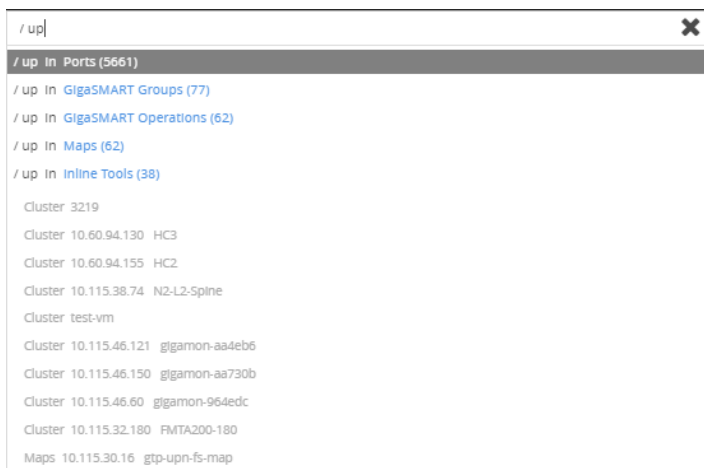 / up
/ up In Ports (5661)
/ up In GigaSMART Groups (77)
/ up In GigaSMART Operations (62)
/ up In Maps (62)
/ up In Inline Tools (38)
Cluster 3219
Cluster 10.60.94.130 HC3
Cluster 10.60.94.155 HC2
Cluster 10.115.38.74 N2-L2-Spine
Cluster test-vm
Cluster 10.115.46.121 gigamon-aa4eb6
Cluster 10.115.46.150 gigamon-aa730b
Cluster 10.115.46.60 gigamon-964edc
Cluster 10.115.32.180 FMTA200-180
Maps 10.115.30.16 gtp-upn-fs-map